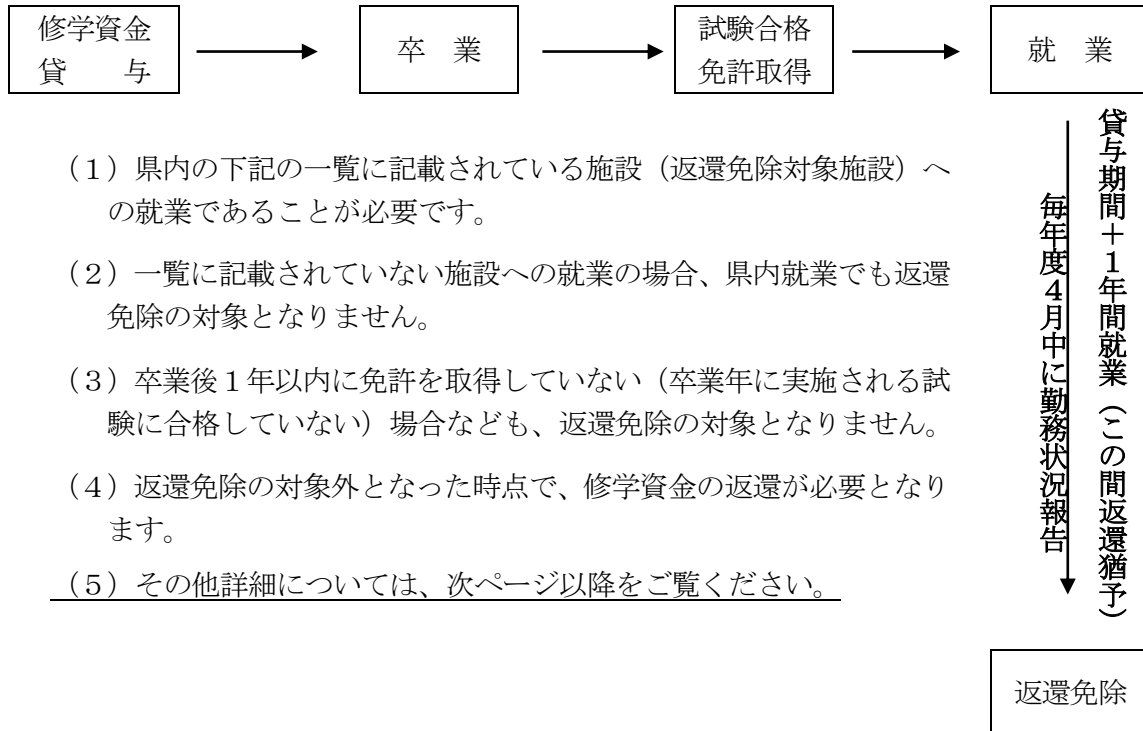 修学資金
貸　　与
卒　業
試験合格
免許取得
就　業
（１）県内の下記の一覧に記載されている施設（返還免除対象施設）へ
の就業であることが必要です。
（２）一覧に記載されていない施設への就業の場合、県内就業でも返還
免除の対象となりません。
（３）卒業後１年以内に免許を取得していない（卒業年に実施される試
験に合格していない）場合なども、返還免除の対象となりません。
（４）返還免除の対象外となった時点で、修学資金の返還が必要となり
ます。
（５）その他詳細については、次ページ以降をご覧ください。
貸与期間＋１年間就業（この間返還猶予）
毎年度４月中に勤務状況報告
返還免除